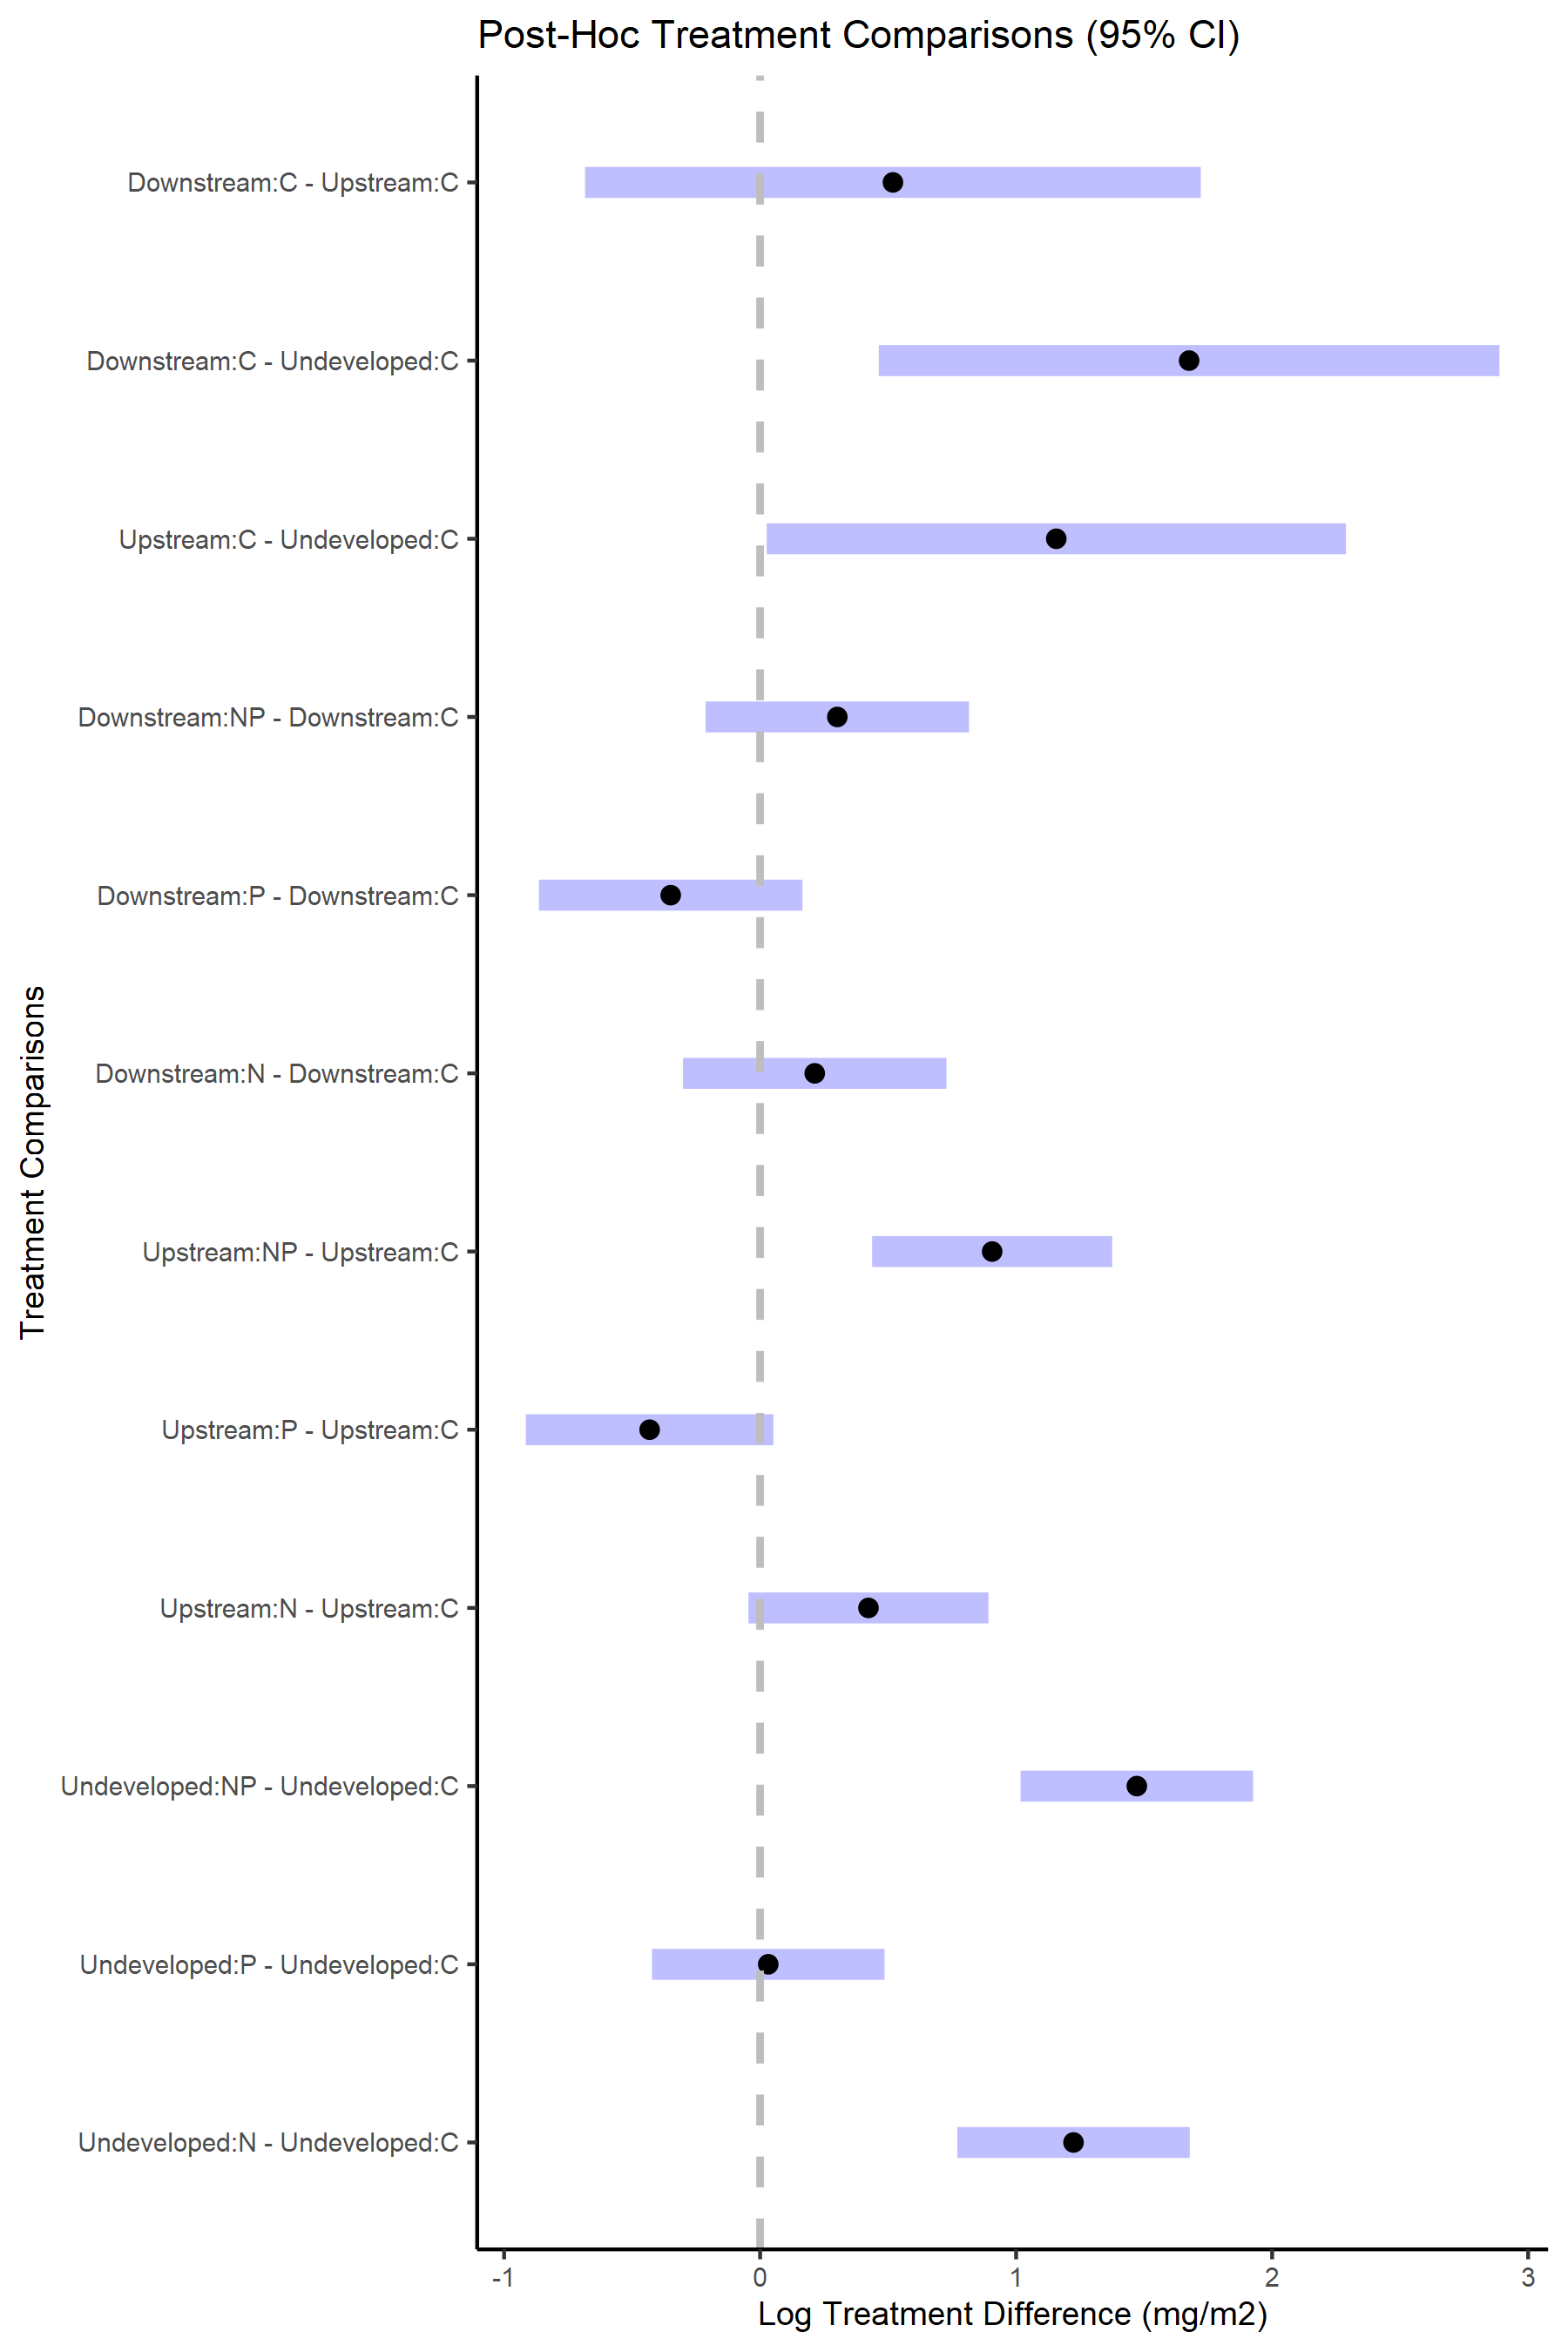 Post-Hoc Treatment Comparisons (95% CI)
Treatment Comparisons
Downstream:C - Upstream:C
Downstream:C - Undeveloped:C
Upstream:C - Undeveloped:C
Downstream:NP - Downstream:C
Downstream:P - Downstream:C
Downstream:N - Downstream:C
Upstream:NP - Upstream:C
Upstream:P - Upstream:C
Upstream:N - Upstream:C
Undeveloped:NP - Undeveloped:C
Undeveloped:P - Undeveloped:C
Undeveloped:N - Undeveloped:C
-1 0 1 2 3
Log Treatment Difference (mg/m2)